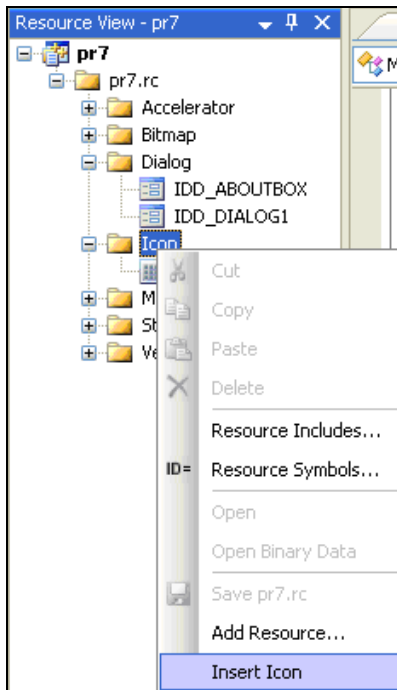 Resource View - pr7
pr7
pr7.rc
Accelerator
Bitmap
Dialog
IDD_ABOUTBOX
IDD_DIALOG1
Icon
Cut
Copy
Paste
Delete
Resource Includes...
ID= Resource Symbols...
Open
Open Binary Data
Save pr7.rc
Add Resource...
Insert Icon